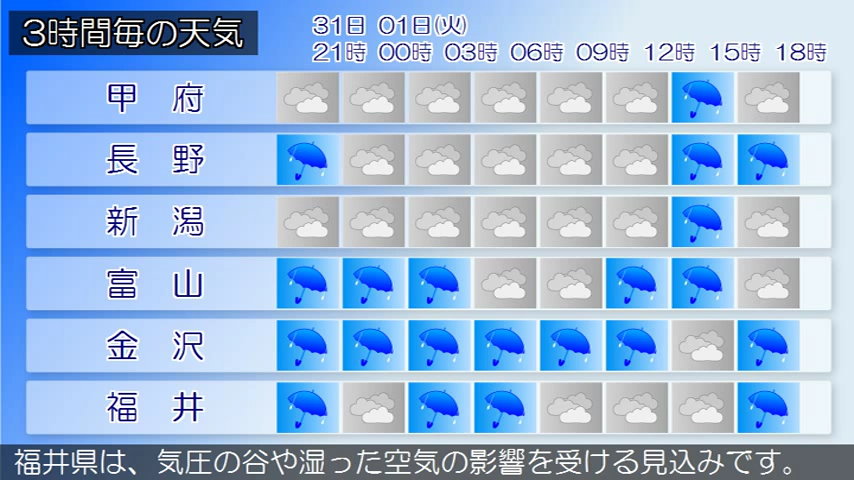 3時間毎の天気
31日 01日(火)
21時 00時 03時 06時 09時 12時 15時 18時
甲府
長野
新潟
富山
金沢
福井
福井県は、気圧の谷や湿った空気の影響を受ける見込みです。